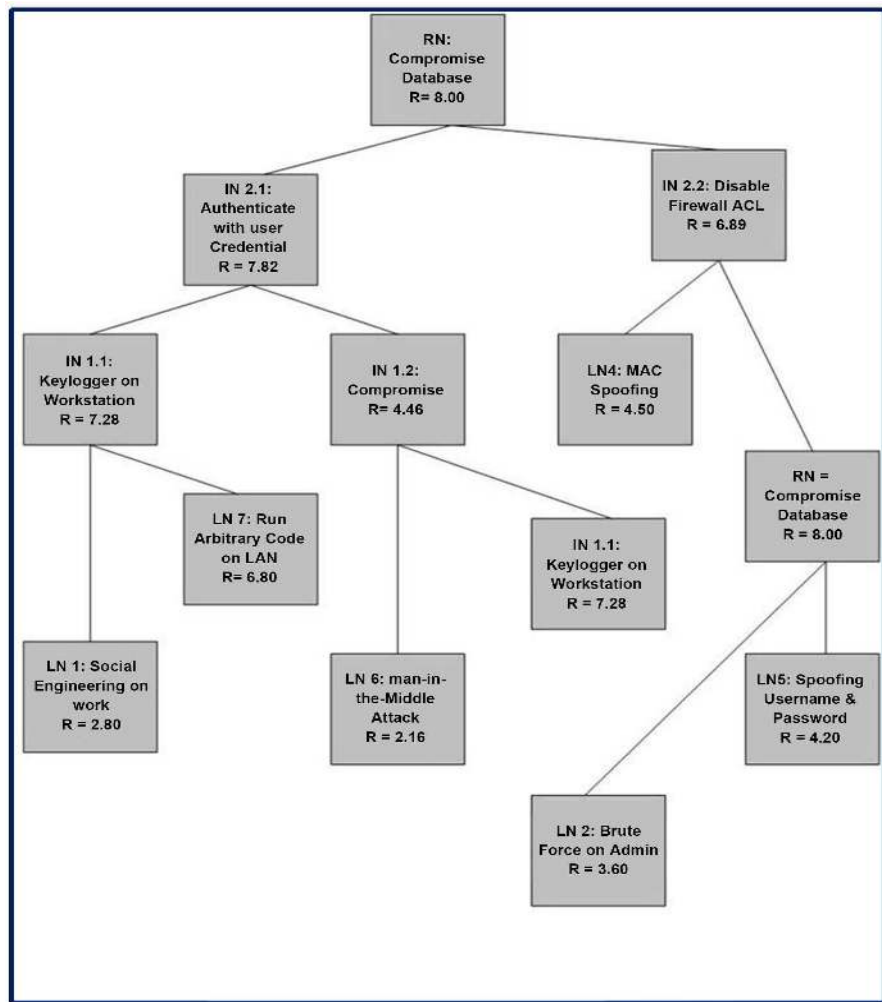 RN:
Compromise
Database
R= 8.00
IN 2.1:
Authenticate
with user
Credential
R = 7.82
IN 2.2: Disable
Firewall ACL
R = 6.89
IN 1.1:
Keylogger on
Workstation
R = 7.28
IN 1.2:
Compromise
R= 4.46
LN4: MAC
Spoofing
R = 4.50
RN =
Compromise
Database
R = 8.00
LN 7: Run
Arbitrary Code
on LAN
R= 6.80
IN 1.1:
Keylogger on
Workstation
R = 7.28
LN 1: Social
Engineering on
work
R = 2.80
LN 6: man-in-
the-Middle
Attack
R = 2.16
LN5: Spoofing
Username &
Password
R = 4.20
LN 2: Brute
Force on Admin
R = 3.60